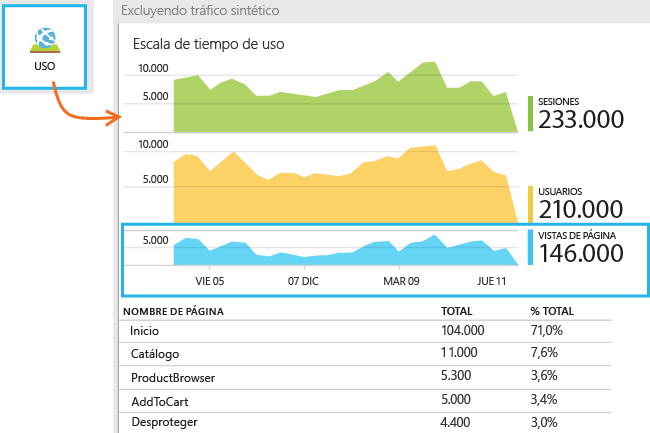 Excluyendo tráfico sintético
USO
Escala de tiempo de uso
10.000
5.000
SESIONES
233.000
10.000
5.000
USUARIOS
210.000
5.000
VISTAS DE PÁGINA
146.000
VIE 05 07 DIC MAR 09 JUE 11
NOMBRE DE PÁGINA TOTAL % TOTAL
Inicio 104.000 71,0%
Catálogo 11.000 7,6%
ProductBrowser 5.300 3,6%
AddToCart 5.000 3,4%
Desproteger 4.400 3,0%